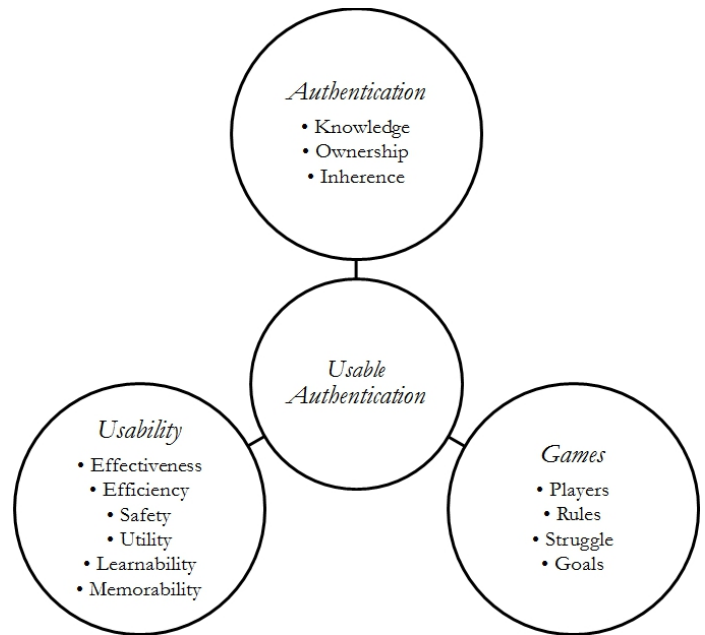 Authentication
• Knowledge
• Ownership
• Inherence
Usable
Authentication
Usability
• Effectiveness
• Efficiency
• Safety
• Utility
• Learnability
• Memorability
Games
• Players
• Rules
• Struggle
• Goals